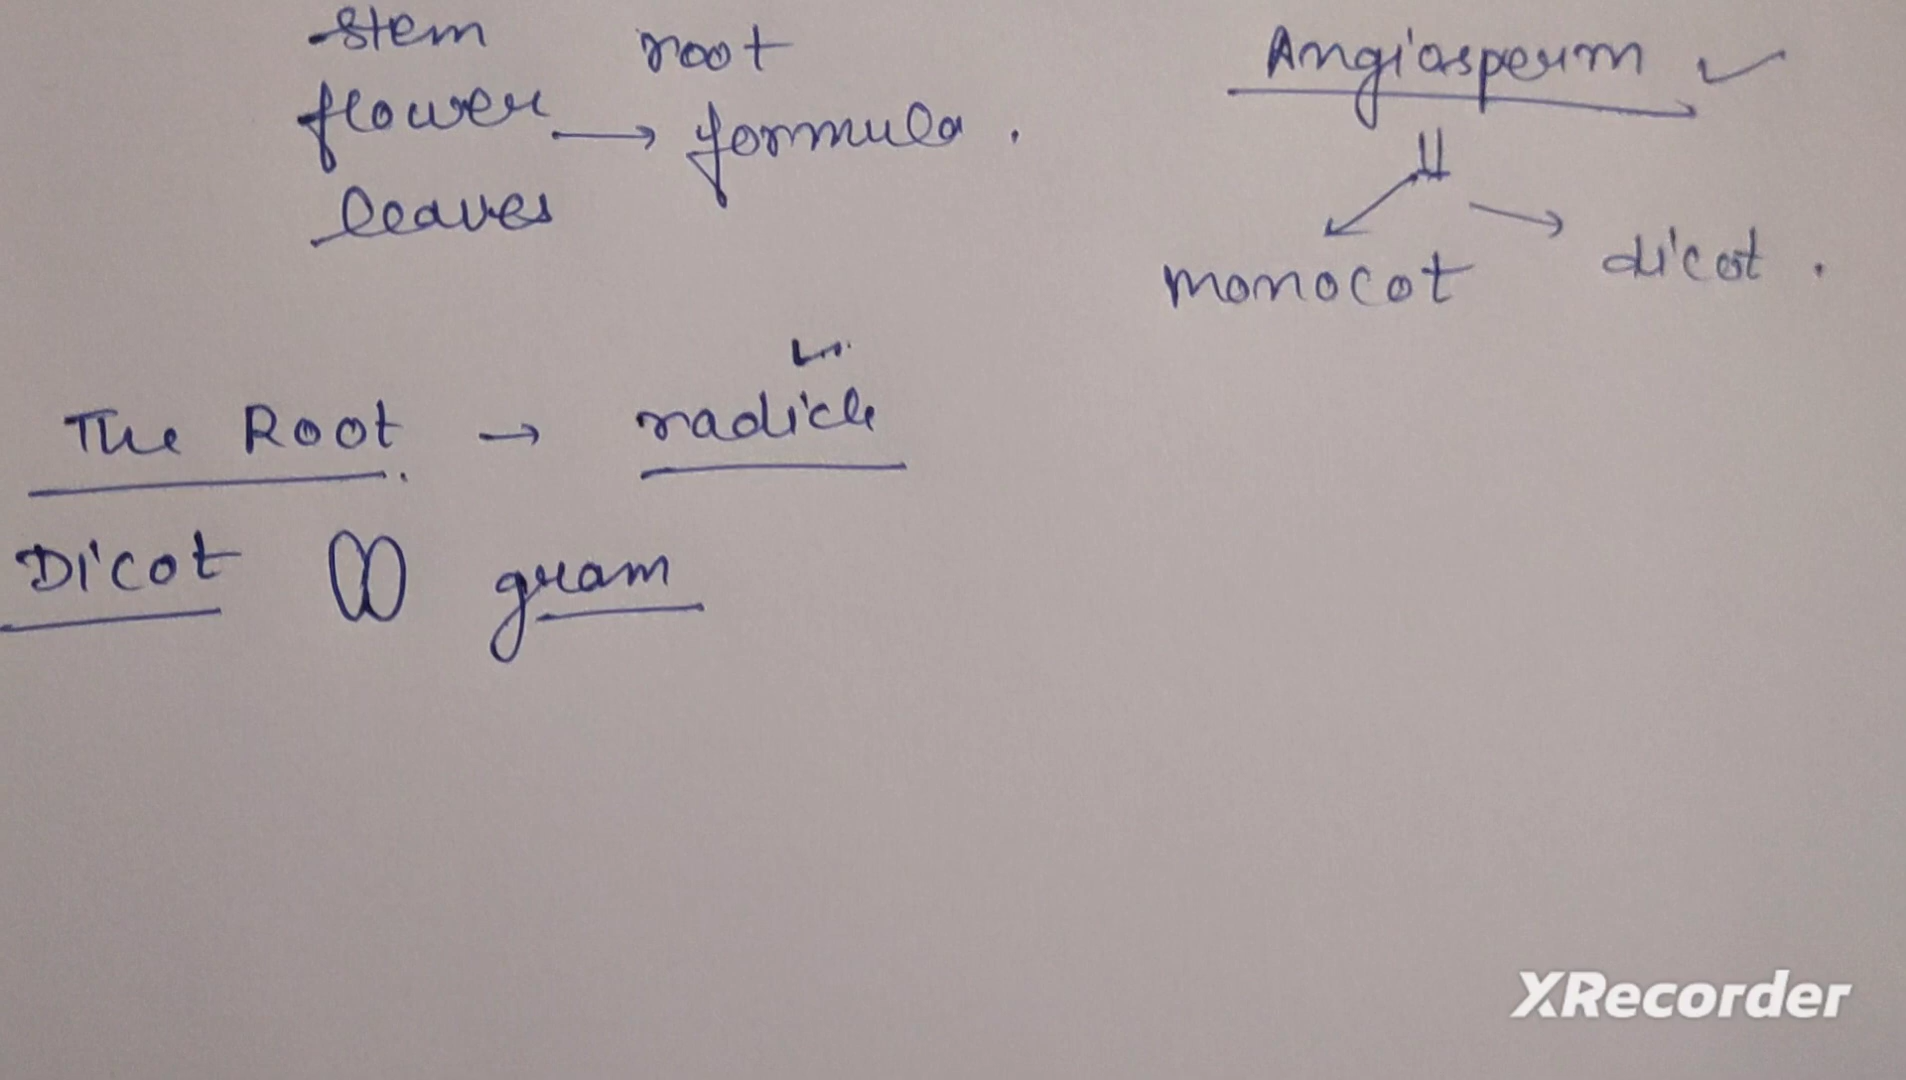 stem root
flower → formula.
leaves
Angiosperm ✓
monocot dicot.
The Root. → radicle
Dicot gram
XRecorder